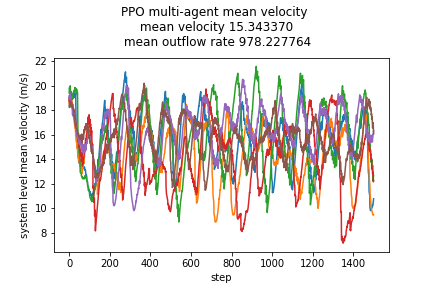 PPO multi-agent mean velocity
mean velocity 15.343370
mean outflow rate 978.227764
system level mean velocity (m/s)
22
20
18
16
14
12
10
8
0 200 400 600 800 1000 1200 1400
step